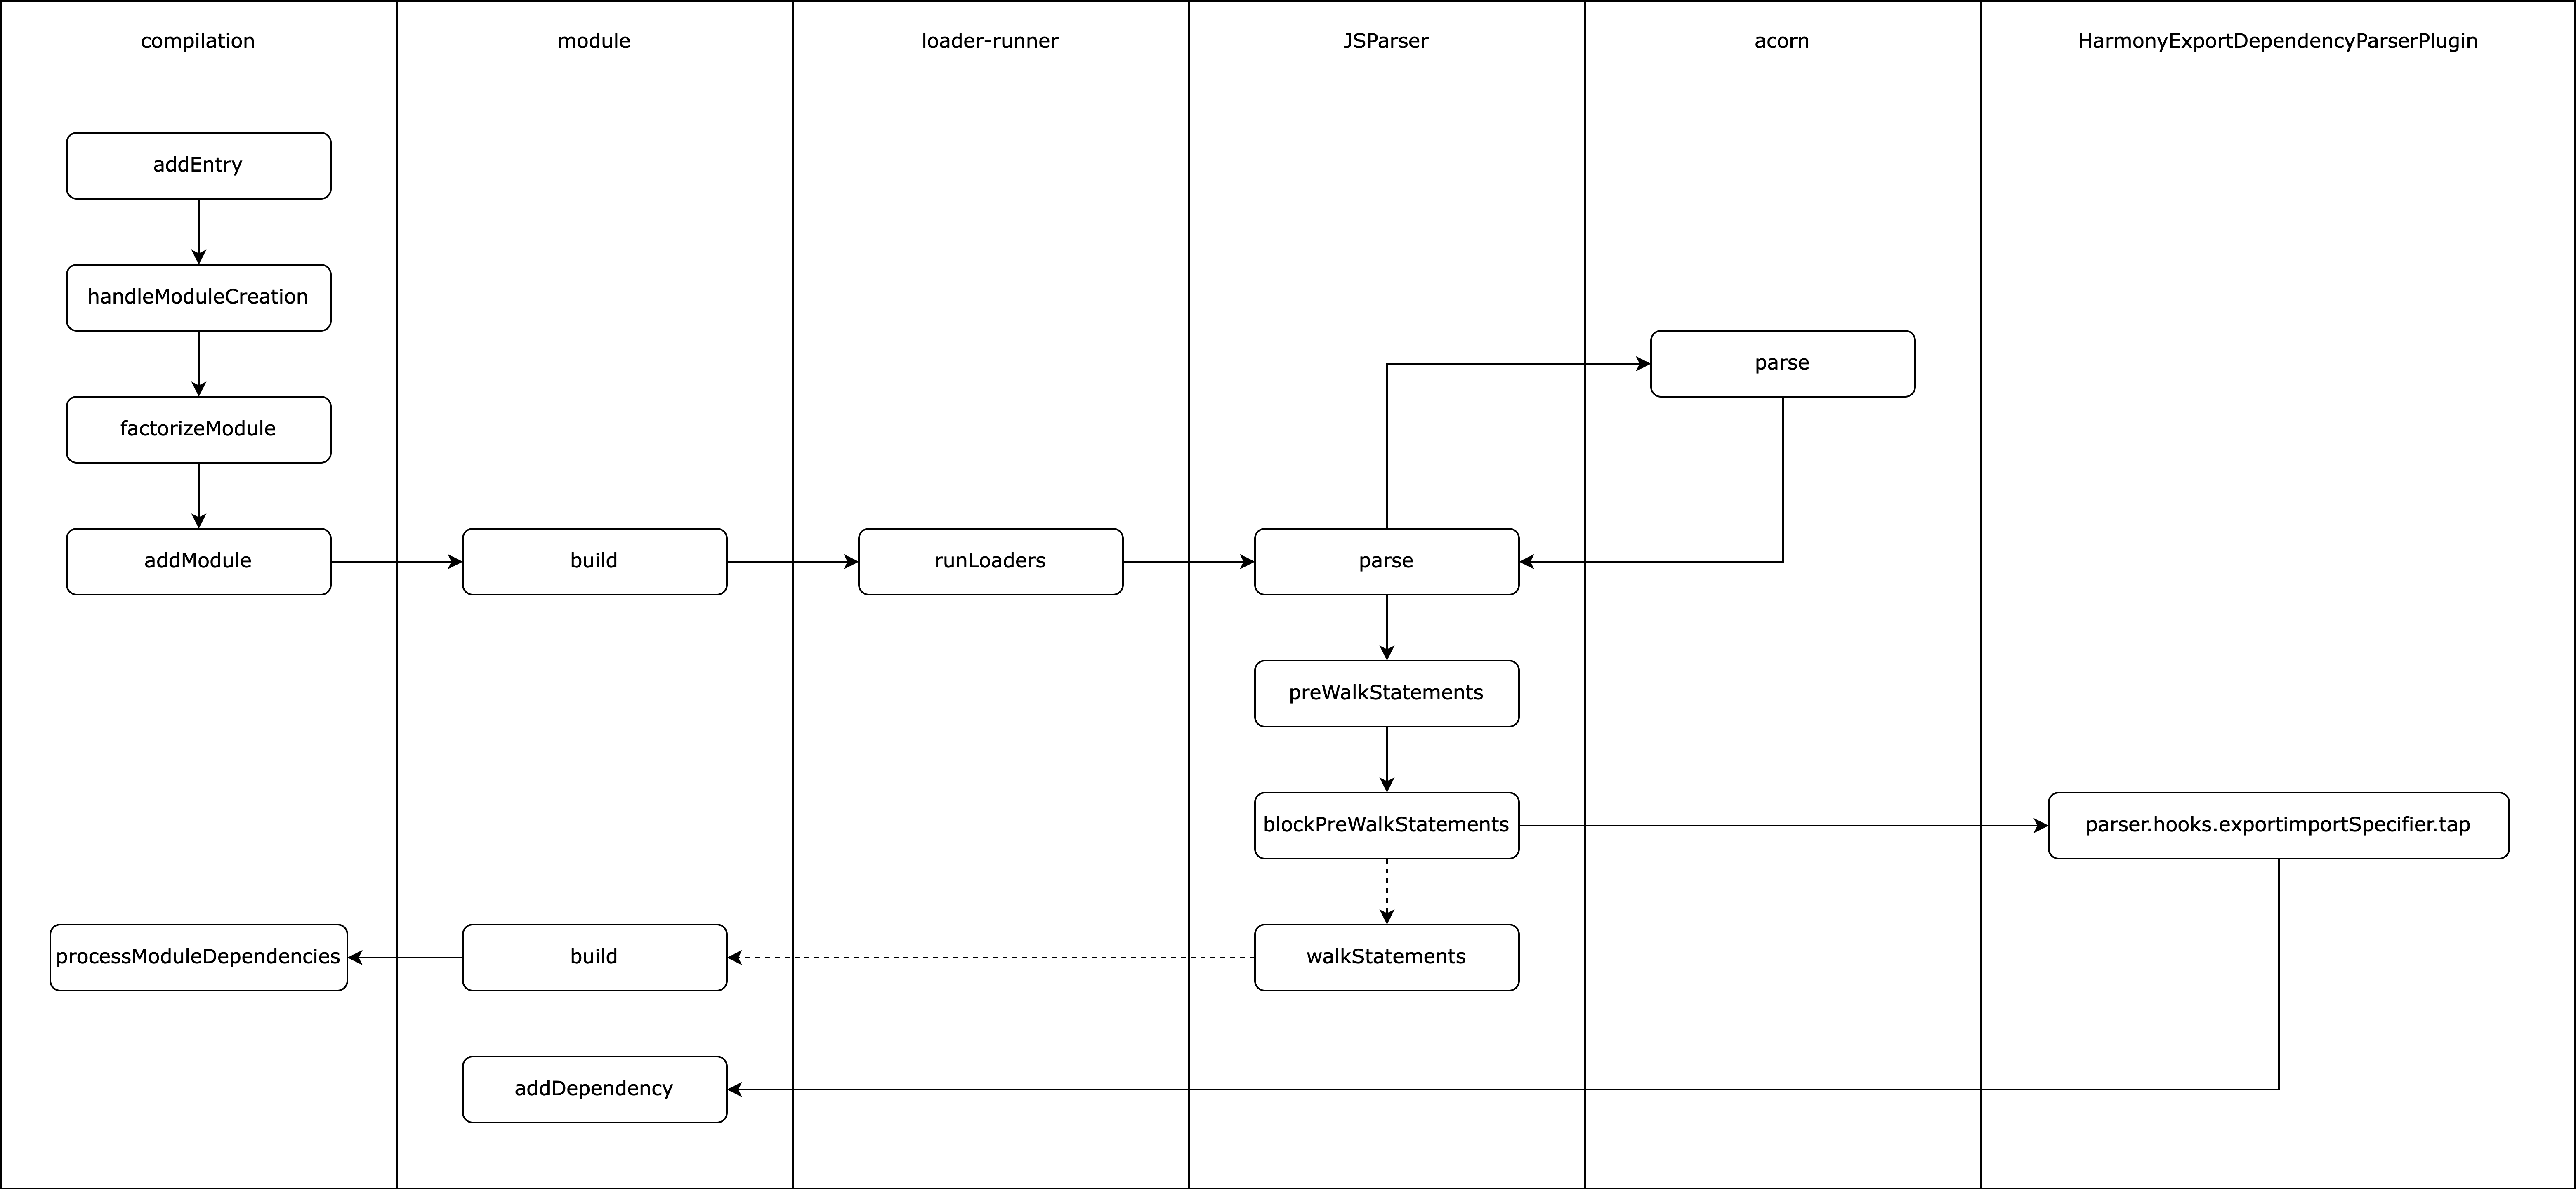 compilation
module
loader-runner
JSParser
acorn
HarmonyExportDependencyParserPlugin
addEntry
handleModuleCreation
parse
factorizeModule
addModule
build
runLoaders
parse
preWalkStatements
blockPreWalkStatements
parser.hooks.exportimportSpecifier.tap
processModuleDependencies
build
walkStatements
addDependency